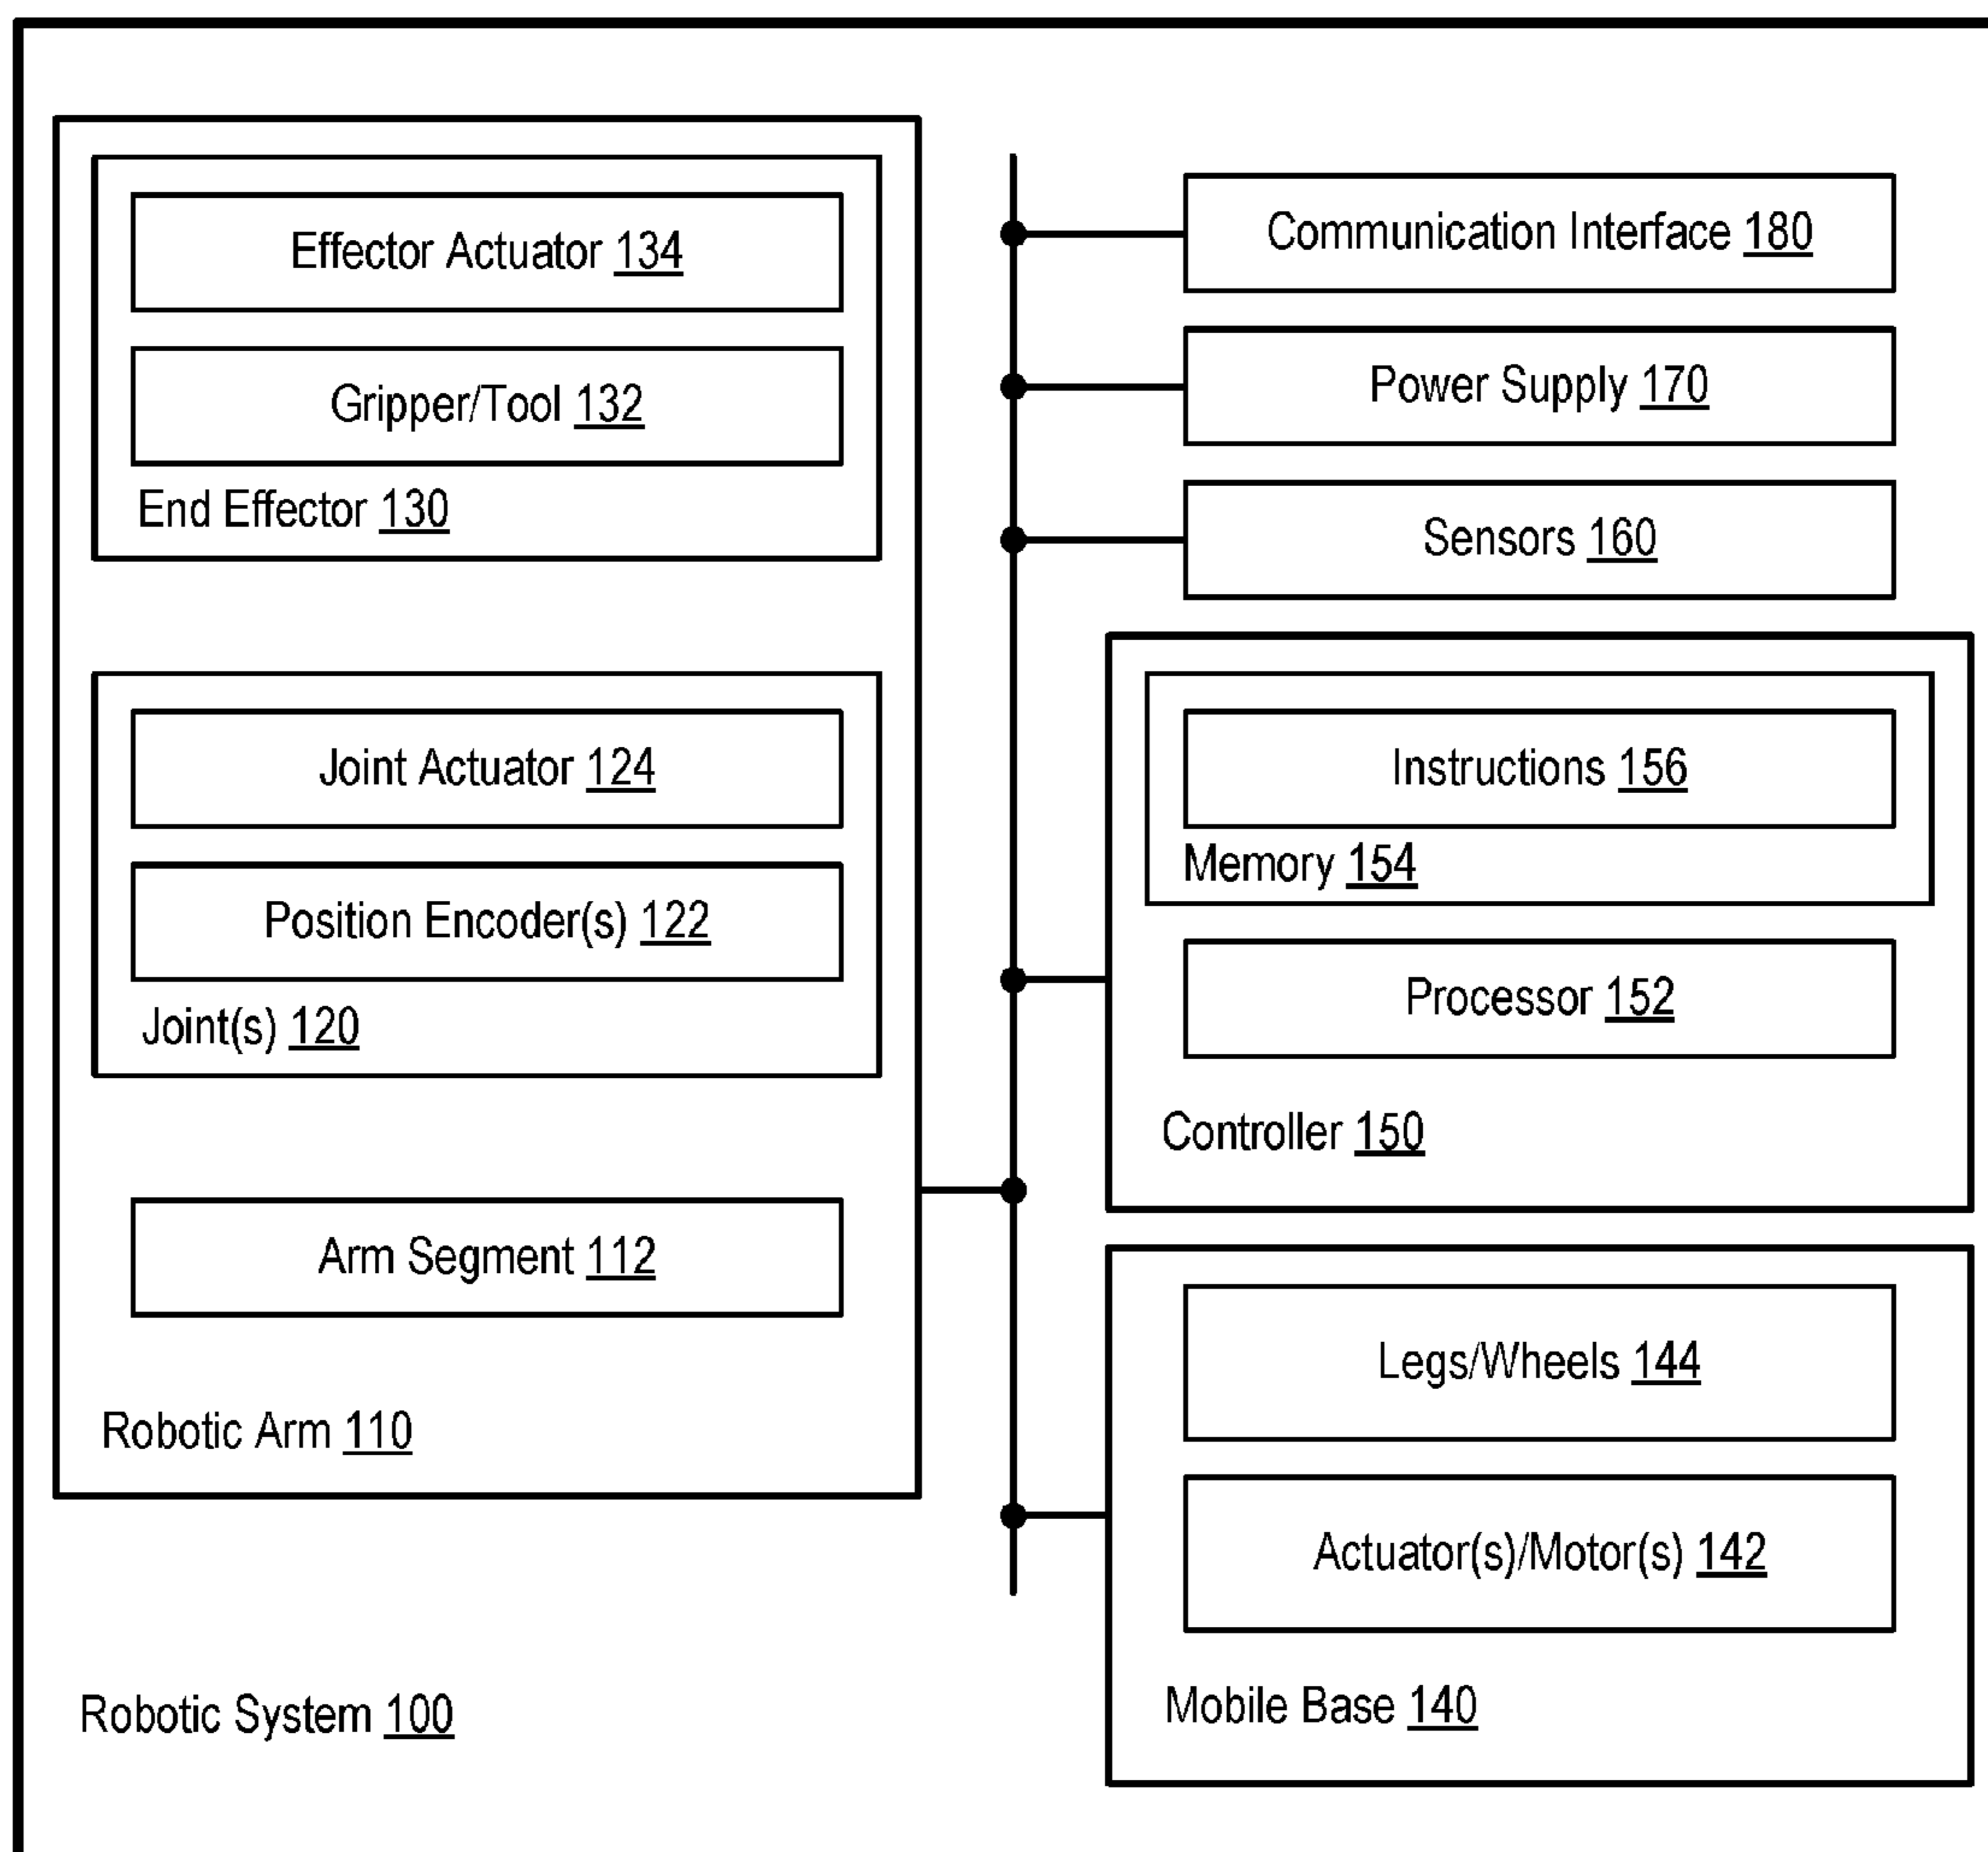 Effector Actuator 134
Gripper/Tool 132
End Effector 130
Joint Actuator 124
Position Encoder(s) 122
Joint(s) 120
Arm Segment 112
Robotic Arm 110
Robotic System 100
Communication Interface 180
Power Supply 170
Sensors 160
Instructions 156
Memory 154
Processor 152
Controller 150
Legs/Wheels 144
Actuator(s)/Motor(s) 142
Mobile Base 140